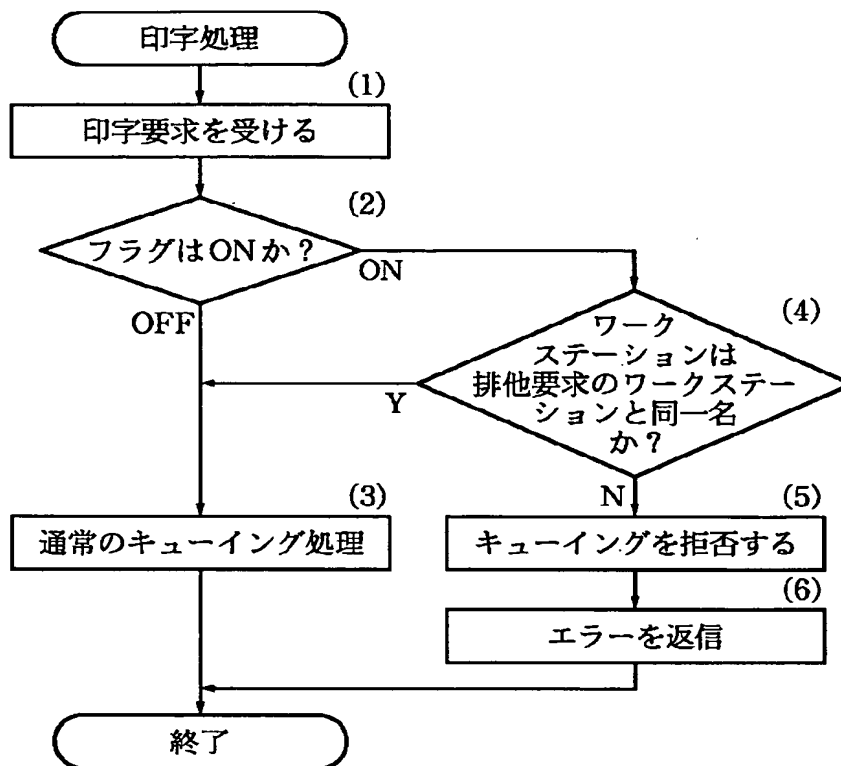 印字処理
(1)
印字要求を受ける
(2)
フラグはONか？
ON
OFF
(4)
ワーク
ステーションは
排他要求のワークステー
ションと同一名
か？
Y
N
(3)
通常のキューイング処理
(5)
キューイングを拒否する
(6)
エラーを返信
終了